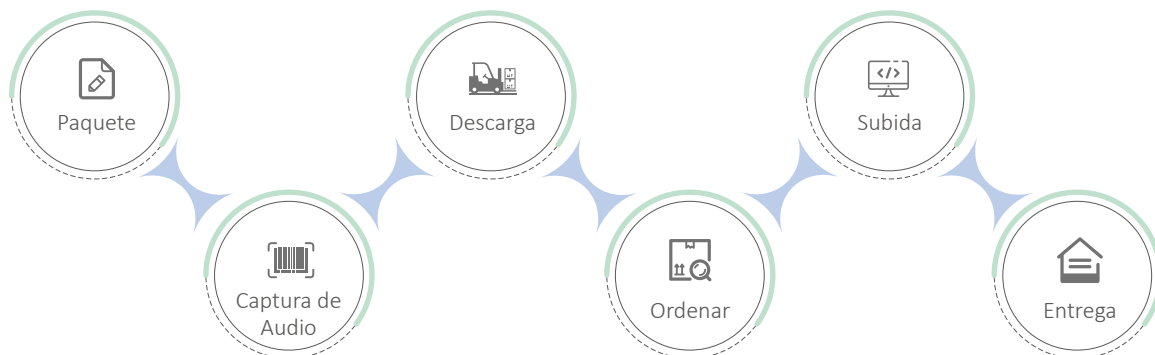 Paquete
Captura de
Audio
Descarga
Ordenar
Subida
Entrega